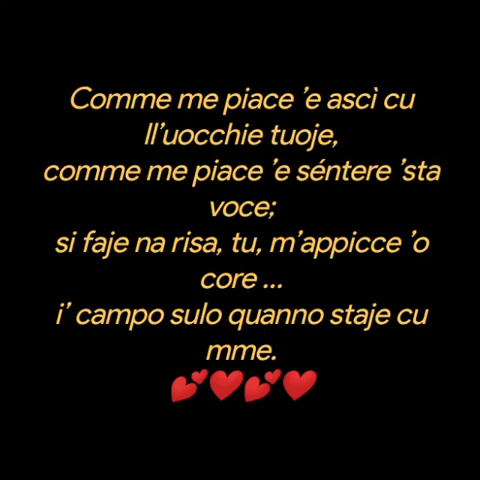 Comme me piace ’e ascì cu
ll’uocchie tuoje,
comme me piace ’e séntere ’sta
voce;
si faje na risa, tu, m’appicce ’o
core ...
i’ campo sulo quanno staje cu
mme.
💕❤️💕❤️